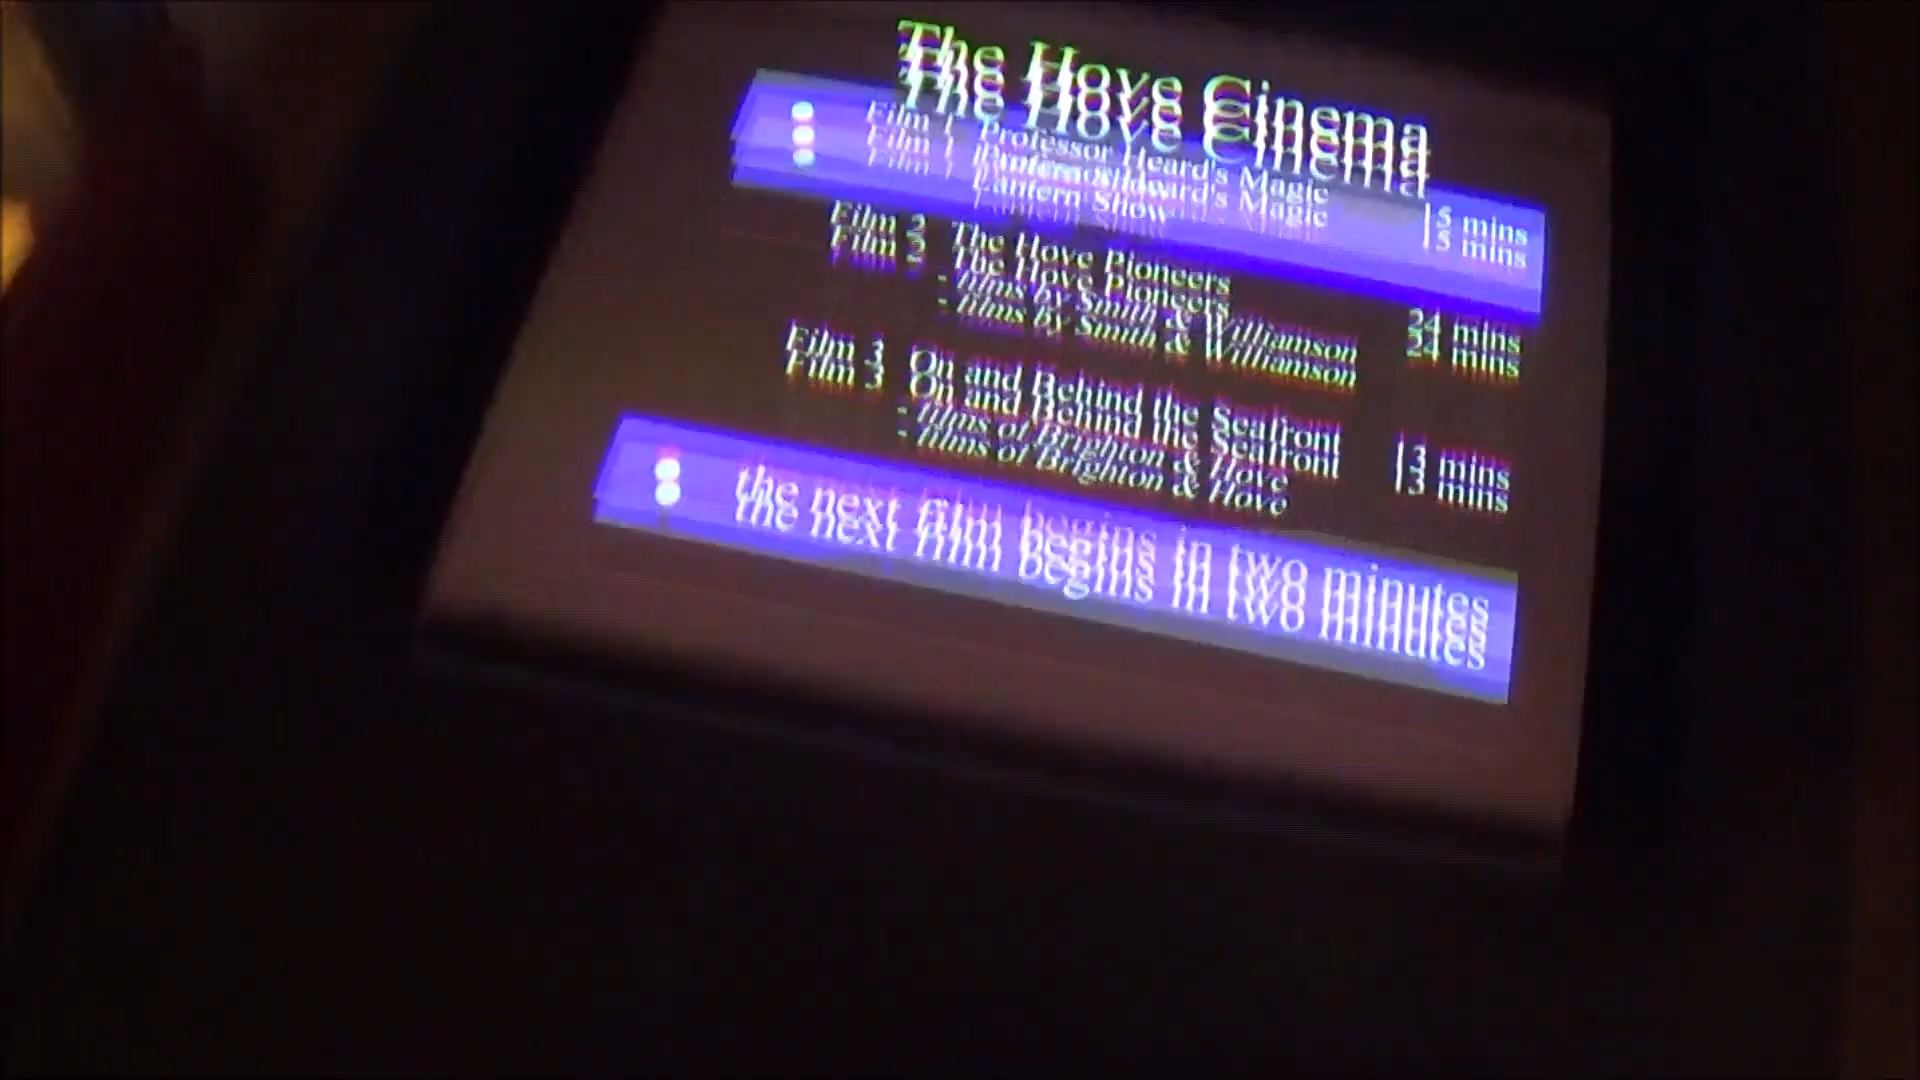 The Hove Cinema
Film 1 Professor Heard's Magic
Lantern Show 15 mins
Film 2 The Hove Pioneers
- films by Smith & Williamson 24 mins
Film 3 On and Behind the Seafront
- films of Brighton & Hove 13 mins
the next film begins in two minutes